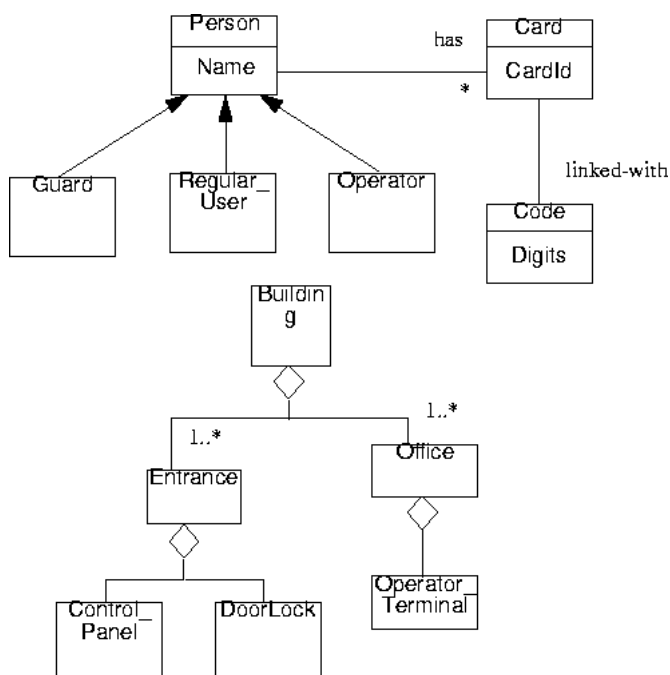 Person
Name
has
*
Card
CardId
Guard
Regular_
User
Operator
linked-with
Code
Digits
Buildin
g
1..*
1..*
Entrance
Office
Control_
Panel
DoorLock
Operator_
Terminal